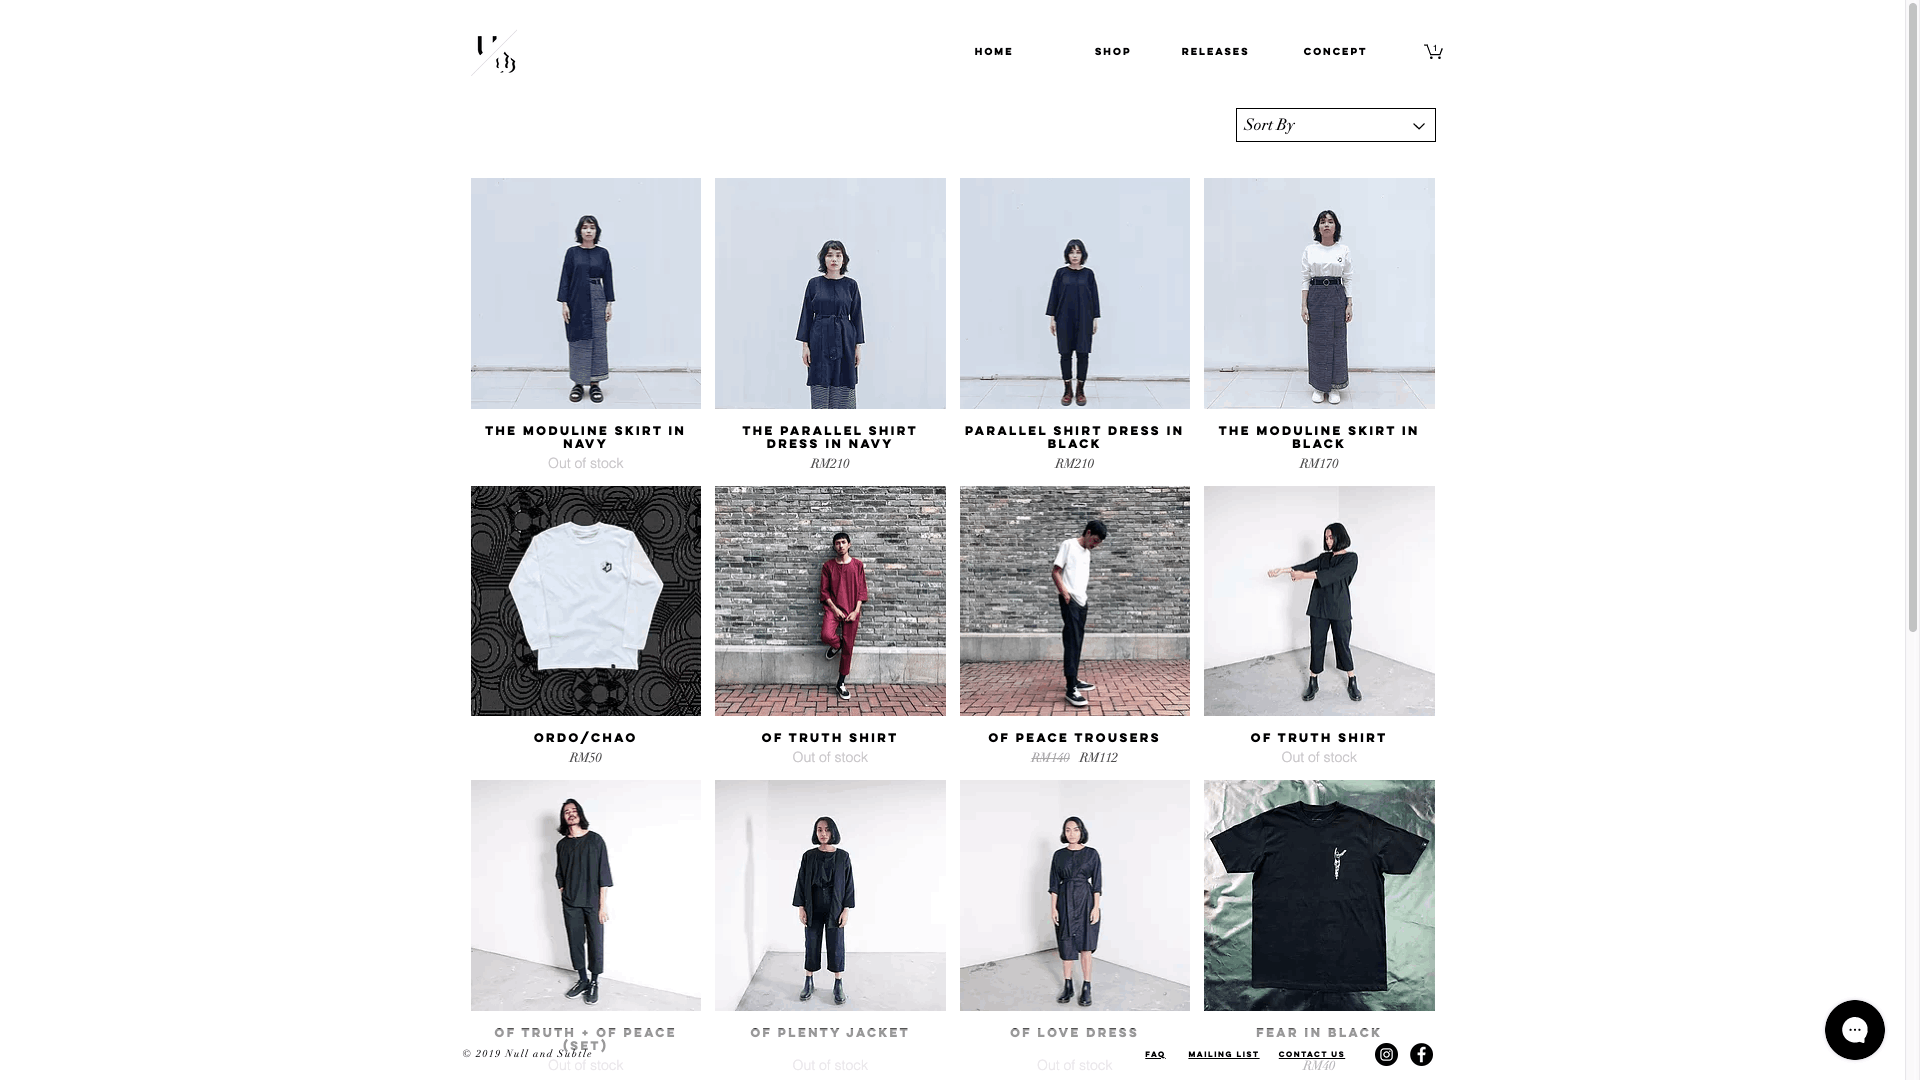 HOME
SHOP
RELEASES
CONCEPT
1
Sort By
THE MODULINE SKIRT IN
NAVY
Out of stock
THE PARALLEL SHIRT
DRESS IN NAVY
RM210
PARALLEL SHIRT DRESS IN
BLACK
RM210
THE MODULINE SKIRT IN
BLACK
RM170
ORDO/CHAO
RM50
OF TRUTH SHIRT
Out of stock
OF PEACE TROUSERS
RM140 RM112
OF TRUTH SHIRT
Out of stock
OF TRUTH + OF PEACE
(SET)
Out of stock
OF PLENTY JACKET
Out of stock
OF LOVE DRESS
Out of stock
FEAR IN BLACK
RM40
© 2019 Null and Subtle
FAQ
MAILING LIST
CONTACT US